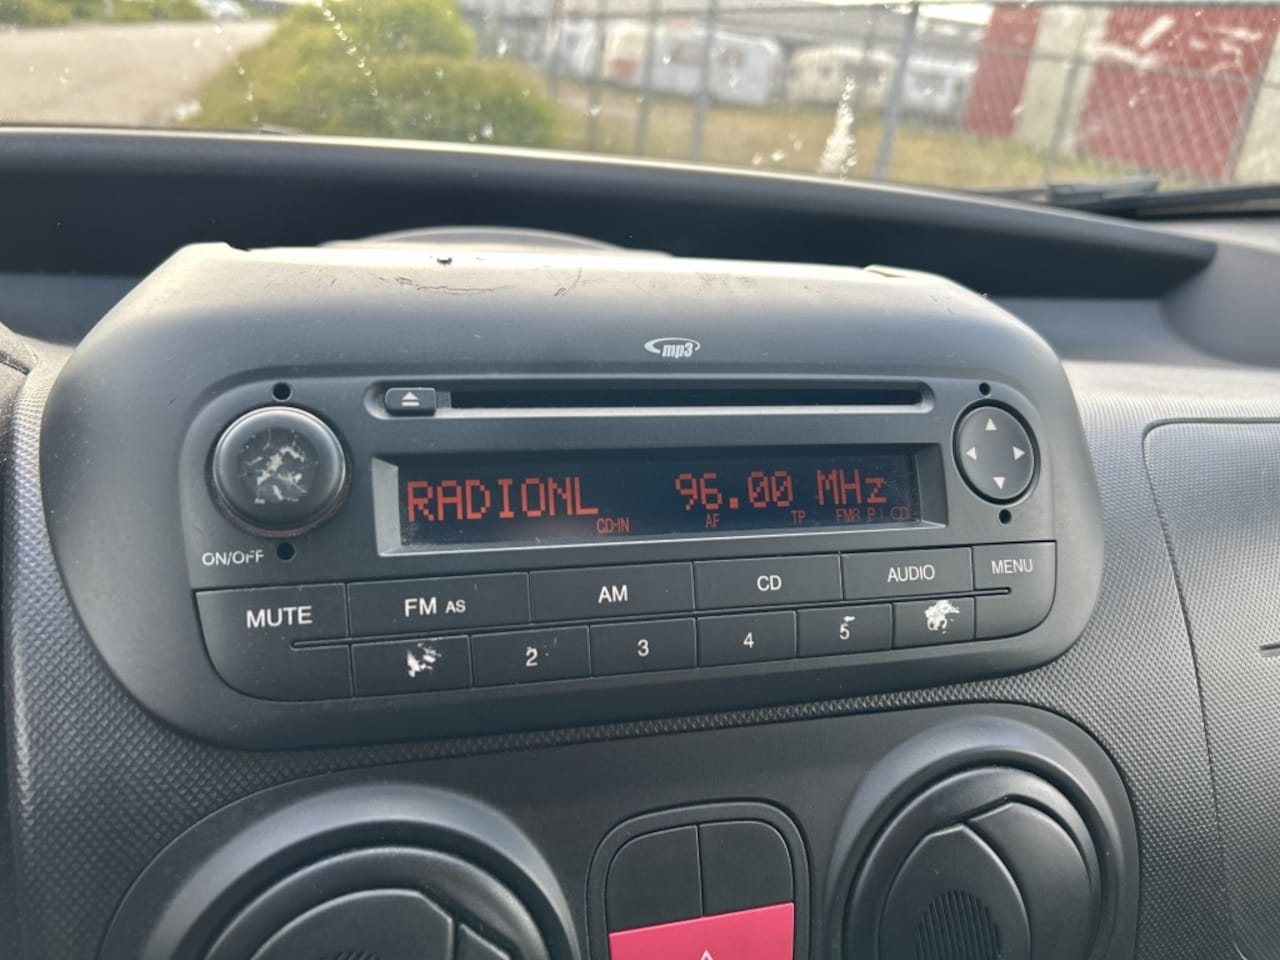 mp3
RADIONL 96.00 MHz
CD-IN AF TP
ON/OFF
MUTE FM AS AM CD AUDIO MENU
2 3 4 5